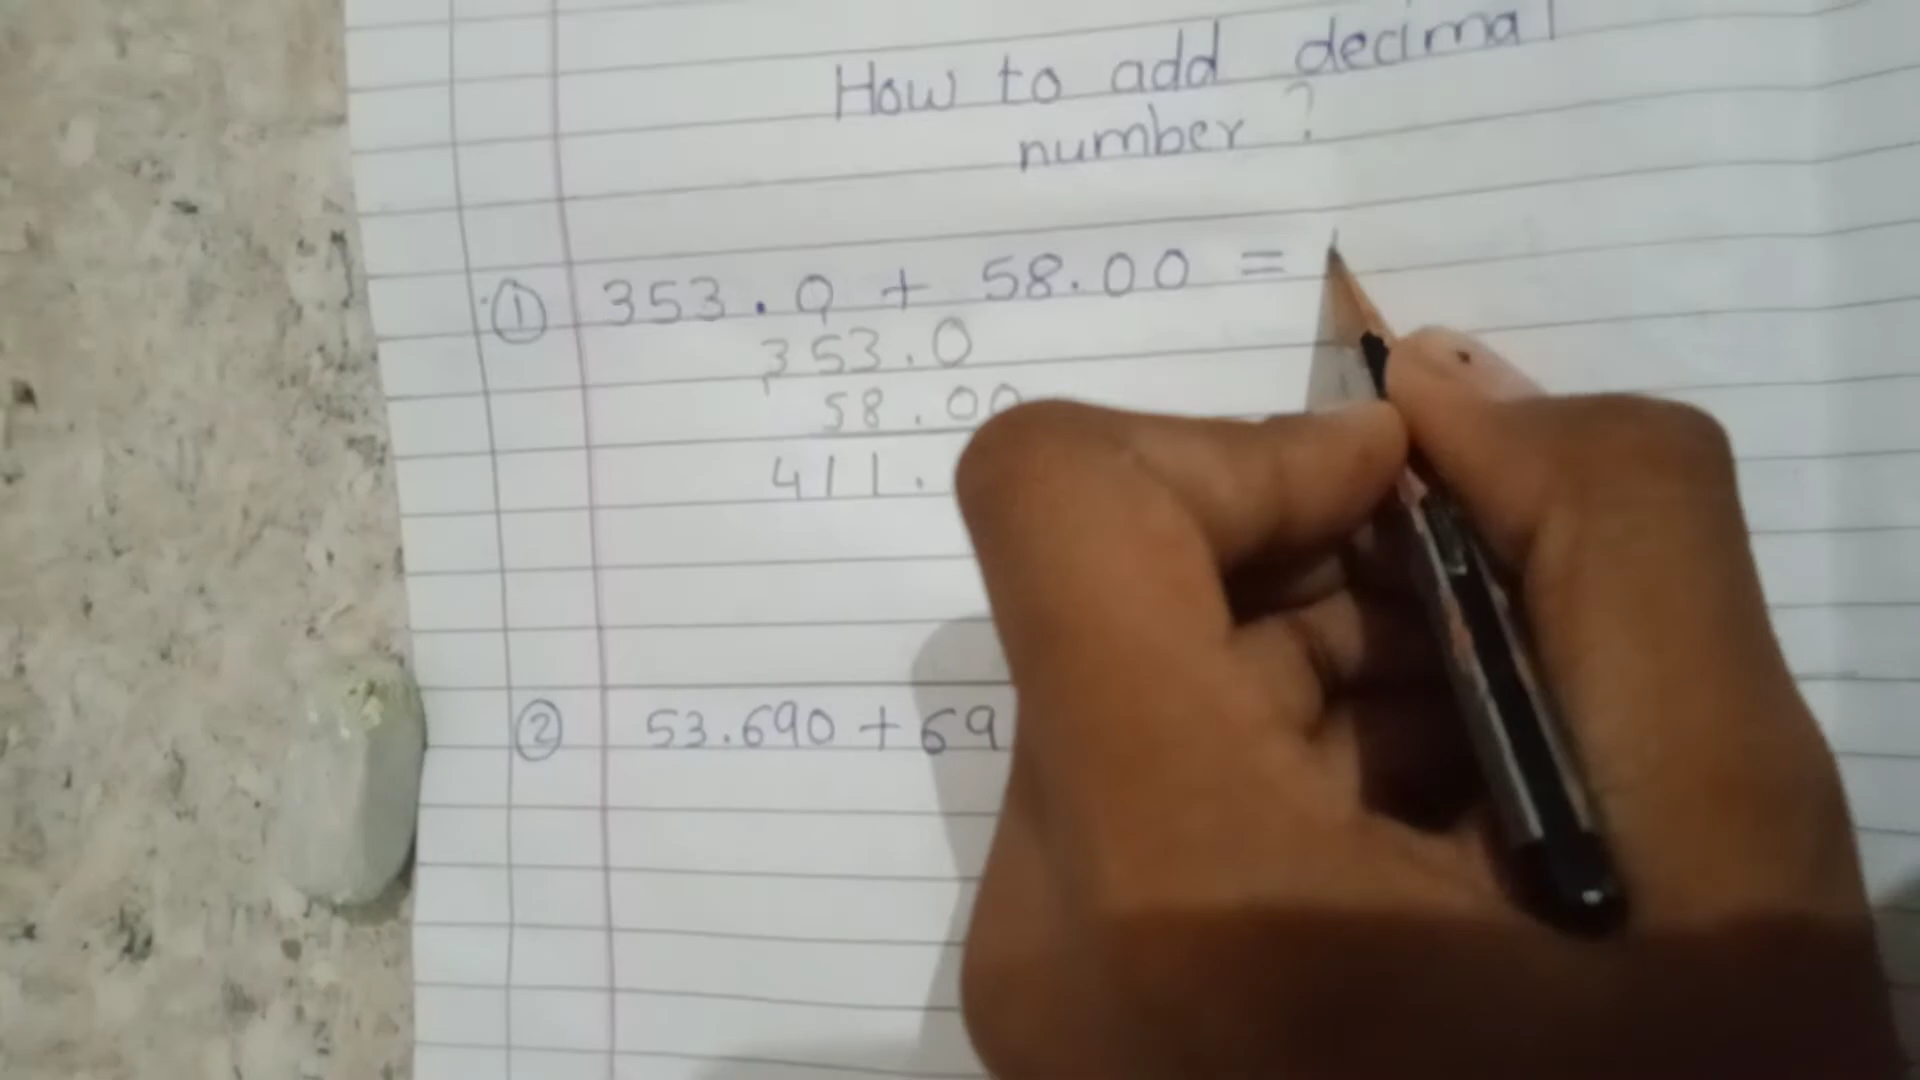 How to add decimal
number ?
① 353.0 + 58.00 =
353.0
58.00
411.
② 53.690 + 69